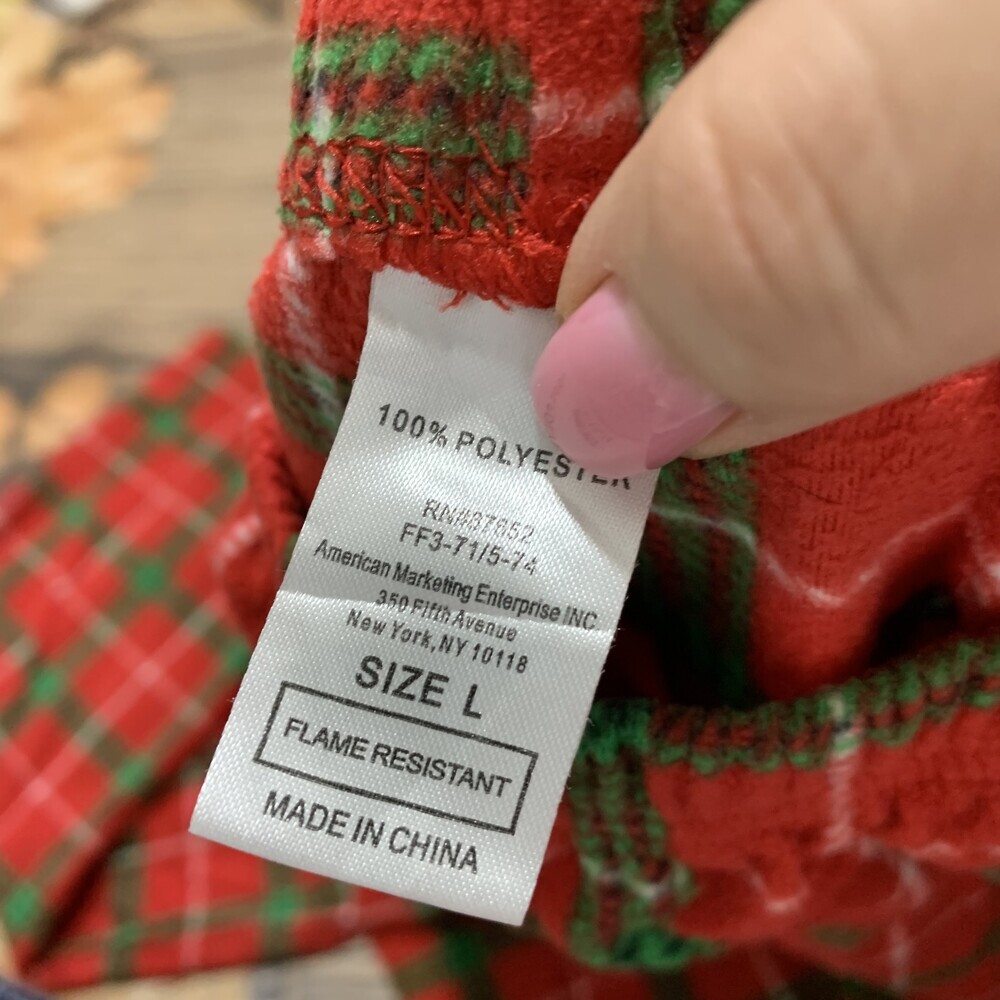 100% POLYESTER
RN#87652
FF3-71/5-74
American Marketing Enterprise INC
350 Fifth Avenue
New York,NY 10118
SIZE L
FLAME RESISTANT
MADE IN CHINA